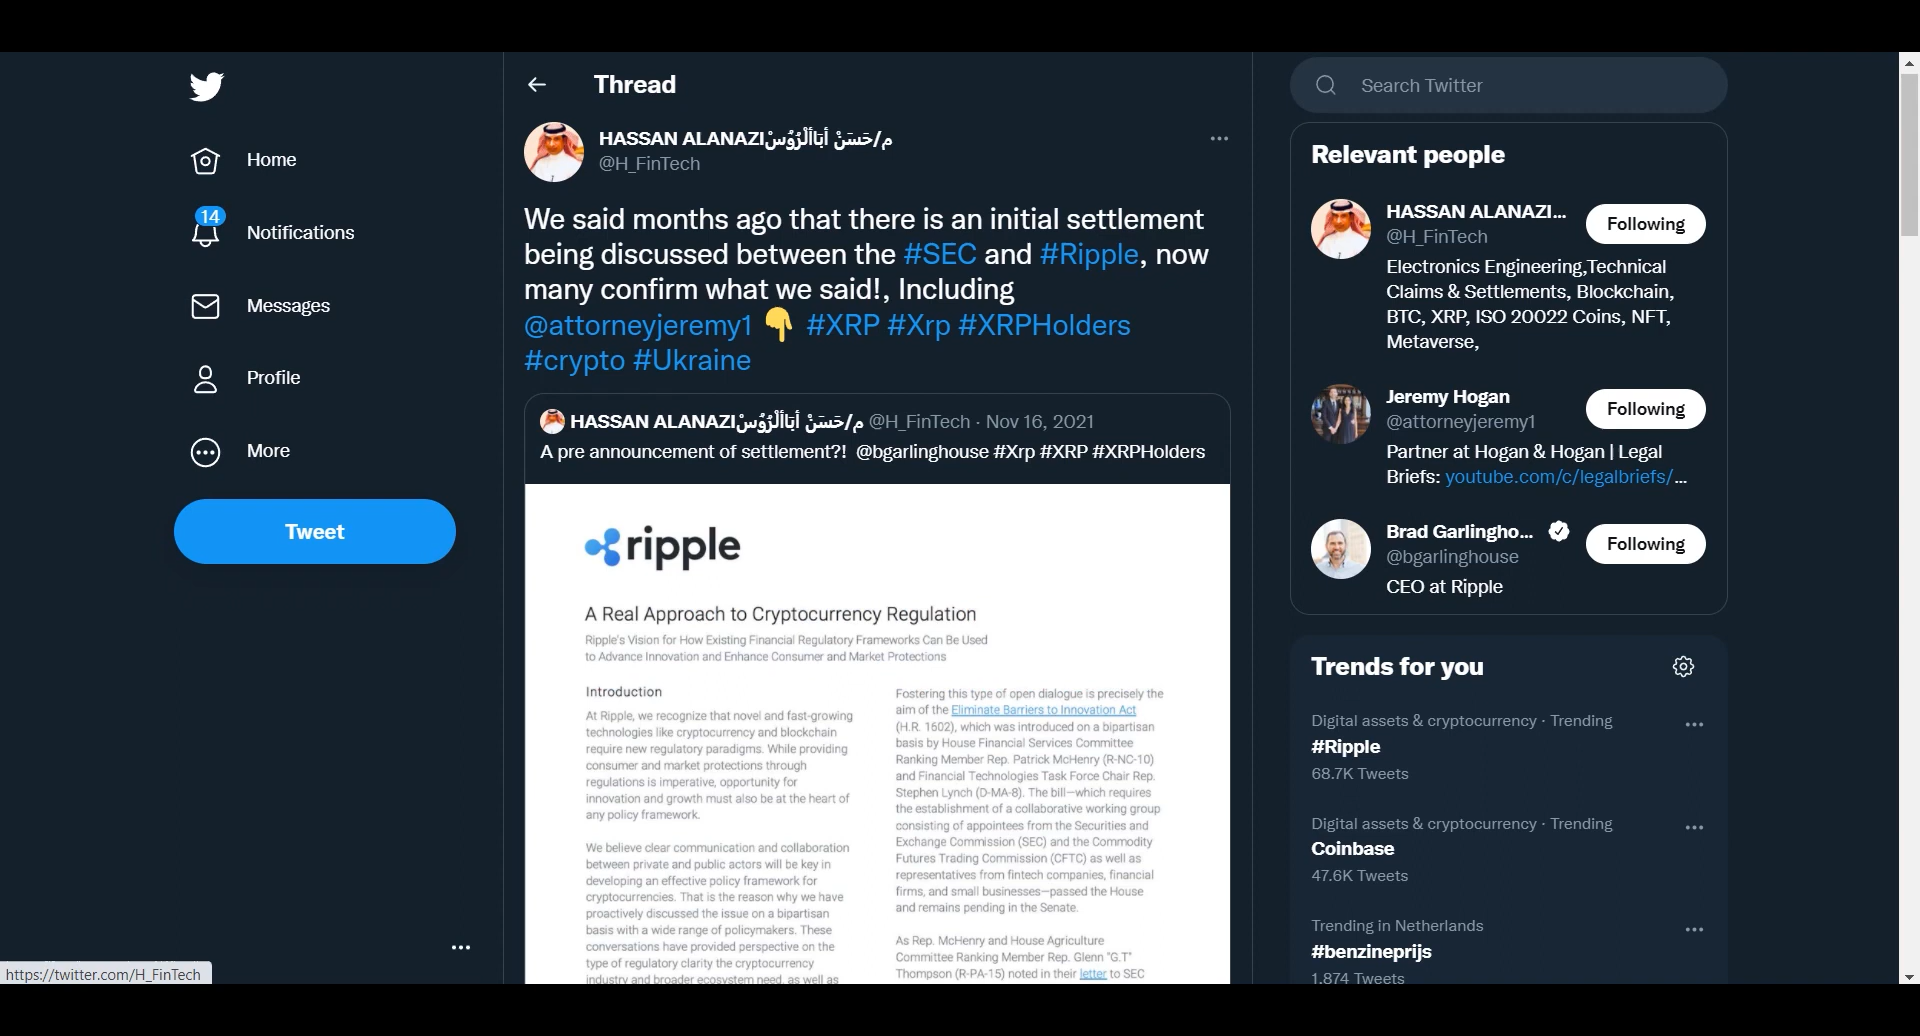 Thread
Search Twitter
Home
14
Notifications
Messages
Profile
More
Tweet
HASSAN ALANAZIم/حَسَنْ أبَاألْرُوُسْ
@H_FinTech
We said months ago that there is an initial settlement
being discussed between the #SEC and #Ripple, now
many confirm what we said!, Including
@attorneyjeremy1 👇 #XRP #Xrp #XRPHolders
#crypto #Ukraine
HASSAN ALANAZIم/حَسَنْ أبَاألْرُوُسْ @H_FinTech · Nov 16, 2021
A pre announcement of settlement?! @bgarlinghouse #Xrp #XRP #XRPHolders
ripple
A Real Approach to Cryptocurrency Regulation
Ripple's Vision for How Existing Financial Regulatory Frameworks Can Be Used
to Advance Innovation and Enhance Consumer and Market Protections
Introduction
At Ripple, we recognize that novel and fast-growing
technologies like cryptocurrency and blockchain
require new regulatory paradigms. While providing
consumer and market protections through
regulations is imperative, opportunity for
innovation and growth must also be at the heart of
any policy framework.
We believe clear communication and collaboration
between private and public actors will be key in
developing an effective policy framework for
cryptocurrencies. That is the reason why we have
proactively discussed the issue on a bipartisan
basis with a wide range of policymakers. These
conversations have provided perspective on the
type of regulatory clarity the cryptocurrency
industry and broader ecosystem need, as well as
Fostering this type of open dialogue is precisely the
aim of the Eliminate Barriers to Innovation Act
(H.R. 1602), which was introduced on a bipartisan
basis by House Financial Services Committee
Ranking Member Rep. Patrick McHenry (R-NC-10)
and Financial Technologies Task Force Chair Rep.
Stephen Lynch (D-MA-8). The bill—which requires
the establishment of a collaborative working group
consisting of appointees from the Securities and
Exchange Commission (SEC) and the Commodity
Futures Trading Commission (CFTC) as well as
representatives from fintech companies, financial
firms, and small businesses—passed the House
and remains pending in the Senate.
As Rep. McHenry and House Agriculture
Committee Ranking Member Rep. Glenn "G.T"
Thompson (R-PA-15) noted in their letter to SEC
Relevant people
HASSAN ALANAZI...
Following
@H_FinTech
Electronics Engineering,Technical
Claims & Settlements, Blockchain,
BTC, XRP, ISO 20022 Coins, NFT,
Metaverse,
Jeremy Hogan
Following
@attorneyjeremy1
Partner at Hogan & Hogan | Legal
Briefs: youtube.com/c/legalbriefs/...
Brad Garlingho...
Following
@bgarlinghouse
CEO at Ripple
Trends for you
Digital assets & cryptocurrency · Trending
#Ripple
68.7K Tweets
Digital assets & cryptocurrency · Trending
Coinbase
47.6K Tweets
Trending in Netherlands
#benzineprijs
1,874 Tweets
https://twitter.com/H_FinTech